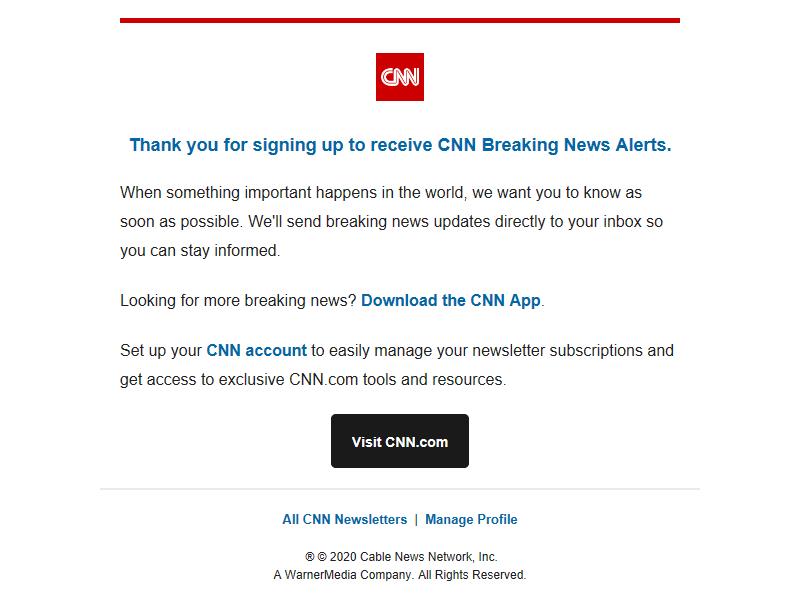 CNN
Thank you for signing up to receive CNN Breaking News Alerts.
When something important happens in the world, we want you to know as
soon as possible. We'll send breaking news updates directly to your inbox so
you can stay informed.
Looking for more breaking news? Download the CNN App.
Set up your CNN account to easily manage your newsletter subscriptions and
get access to exclusive CNN.com tools and resources.
Visit CNN.com
All CNN Newsletters | Manage Profile
® © 2020 Cable News Network, Inc.
A WarnerMedia Company. All Rights Reserved.